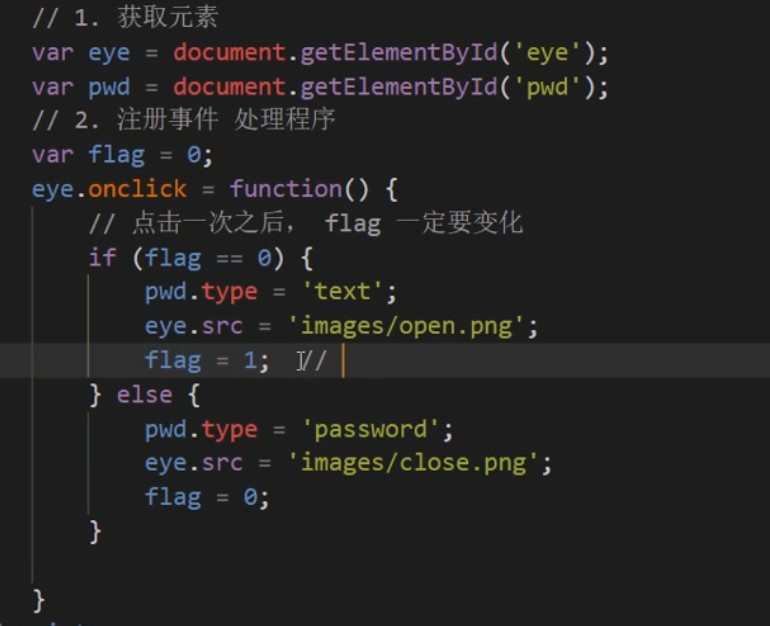 // 1. 获取元素
var eye = document.getElementById('eye');
var pwd = document.getElementById('pwd');
// 2. 注册事件 处理程序
var flag = 0;
eye.onclick = function() {
// 点击一次之后， flag 一定要变化
if (flag == 0) {
pwd.type = 'text';
eye.src = 'images/open.png';
flag = 1; //
} else {
pwd.type = 'password';
eye.src = 'images/close.png';
flag = 0;
}
}